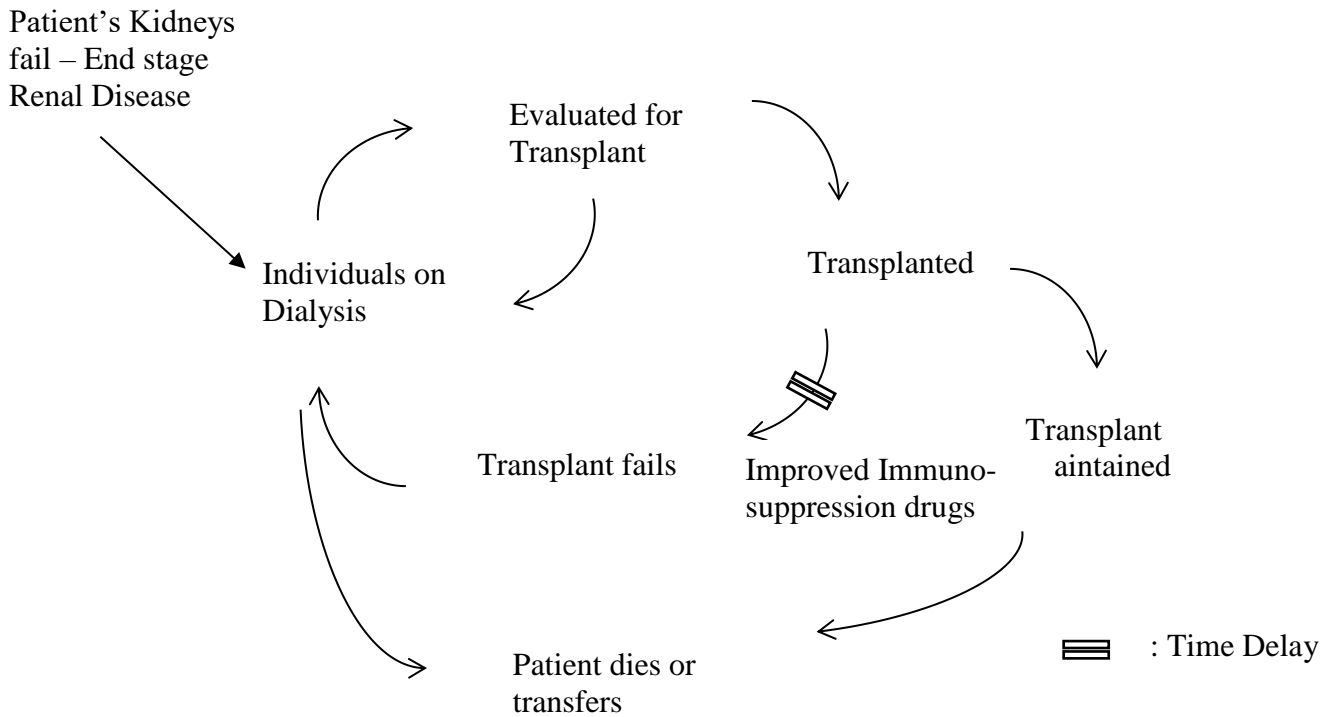 Patient’s Kidneys
fail – End stage
Renal Disease
Evaluated for
Transplant
Individuals on
Dialysis
Transplanted
Transplant fails
Improved Immuno-
suppression drugs
Transplant
aintained
Patient dies or
transfers
: Time Delay